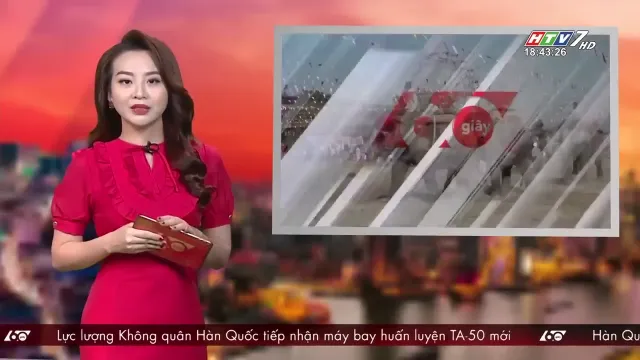 HTV7 HD
18:43:26
60 giây
60 Lực lượng Không quân Hàn Quốc tiếp nhận máy bay huấn luyện TA-50 mới 60 Hàn Qu